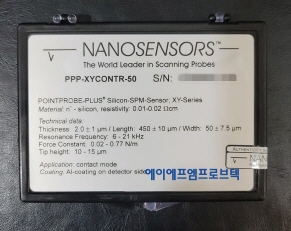 NANOSENSORS™
The World Leader in Scanning Probes
PPP-XYCONTR-50 S/N:
POINTPROBE-PLUS® Silicon-SPM-Sensor, XY-Series
Material: n⁺- silicon, resistivity: 0.01-0.02 Ωcm
Technical data:
Thickness: 2.0 ± 1 μm / Length: 450 ± 10 μm / Width: 50 ± 7.5 μm
Resonance Frequency: 6 - 21 kHz
Force Constant: 0.02 - 0.77 N/m
Tip height: 10 - 15 μm
Application: contact mode
Coating: Al-coating on detector side
에이에프엠프로브텍
NANO